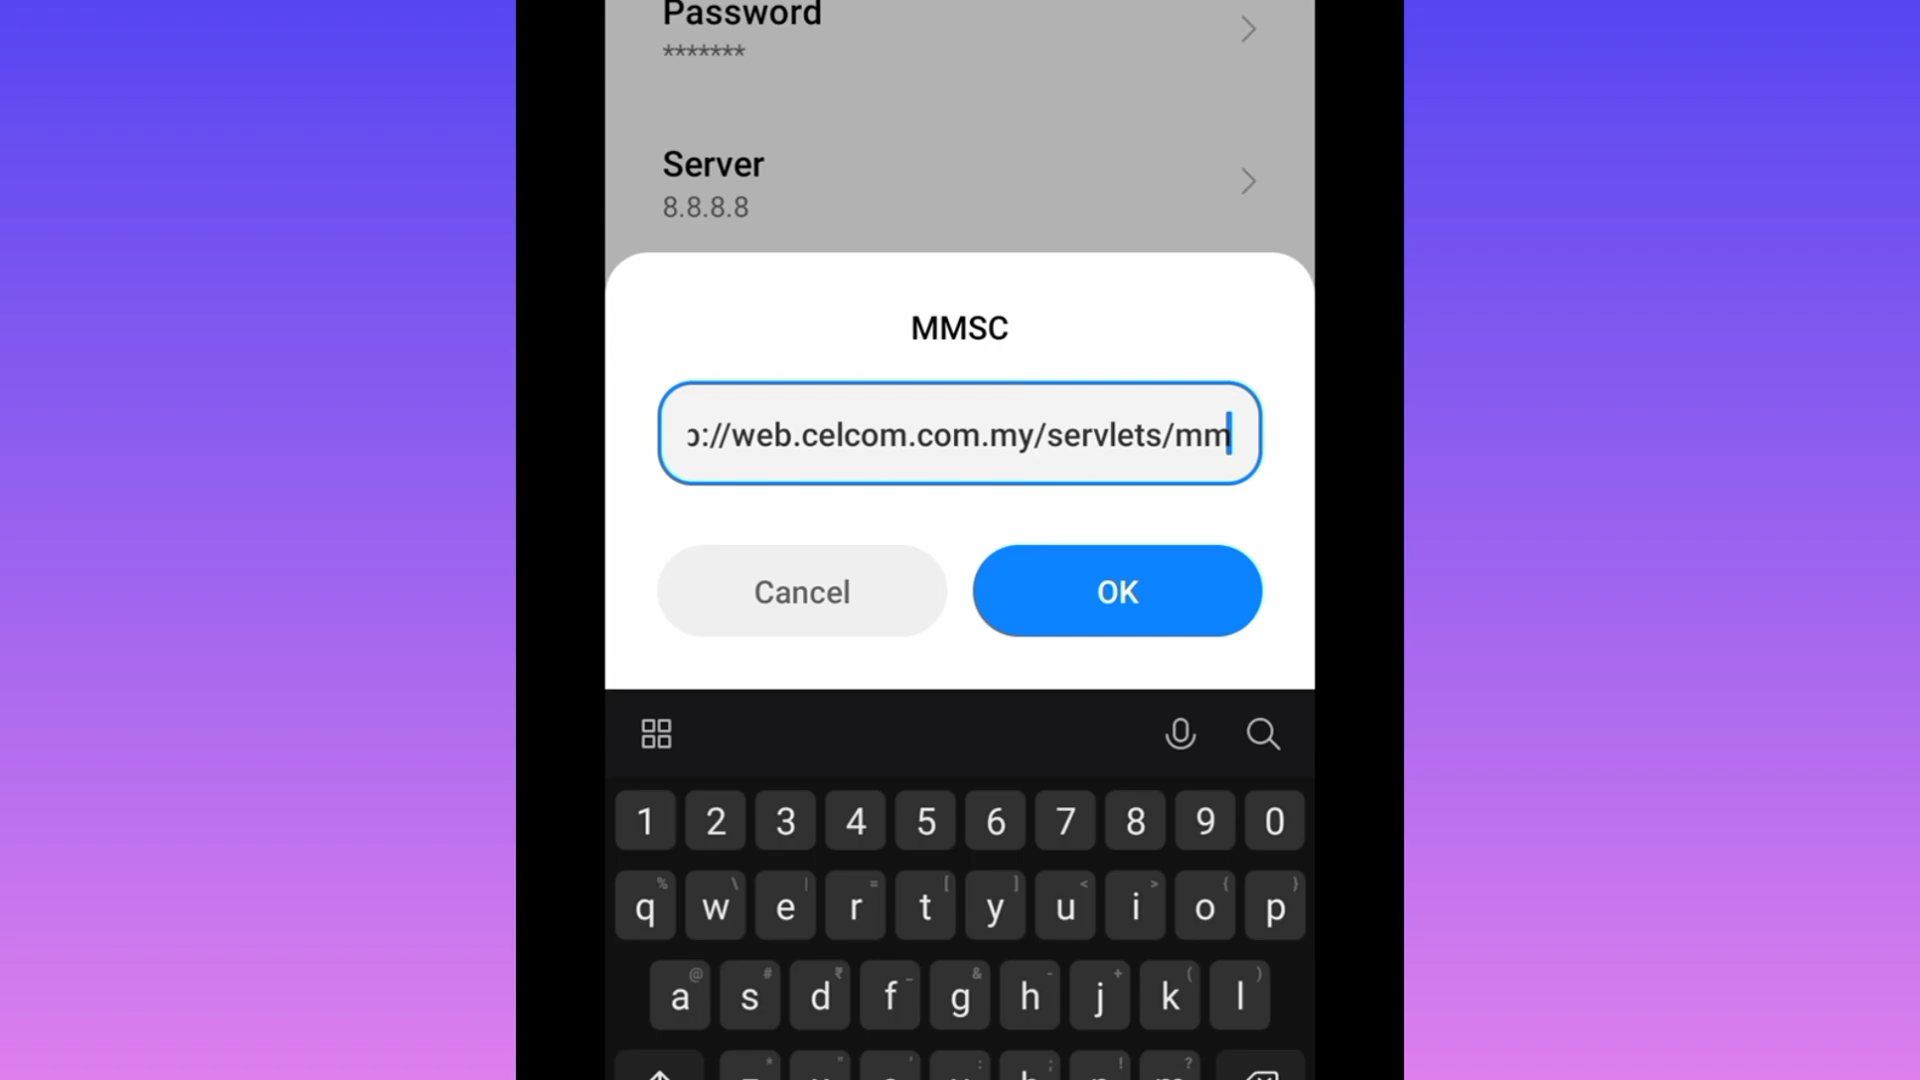 Password
*******
Server
8.8.8.8
MMSC
p://web.celcom.com.my/servlets/mm
Cancel
OK
1 2 3 4 5 6 7 8 9 0
% \ | = [ ] < > { }
q w e r t y u i o p
@ # ₹ _ & - + ( )
a s d f g h j k l
* " ' : ; ! ?